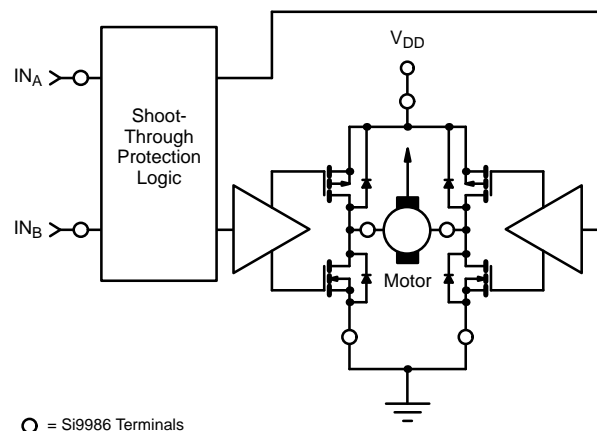 V_DD
IN_A
Shoot-
Through
Protection
Logic
IN_B
Motor
= Si9986 Terminals